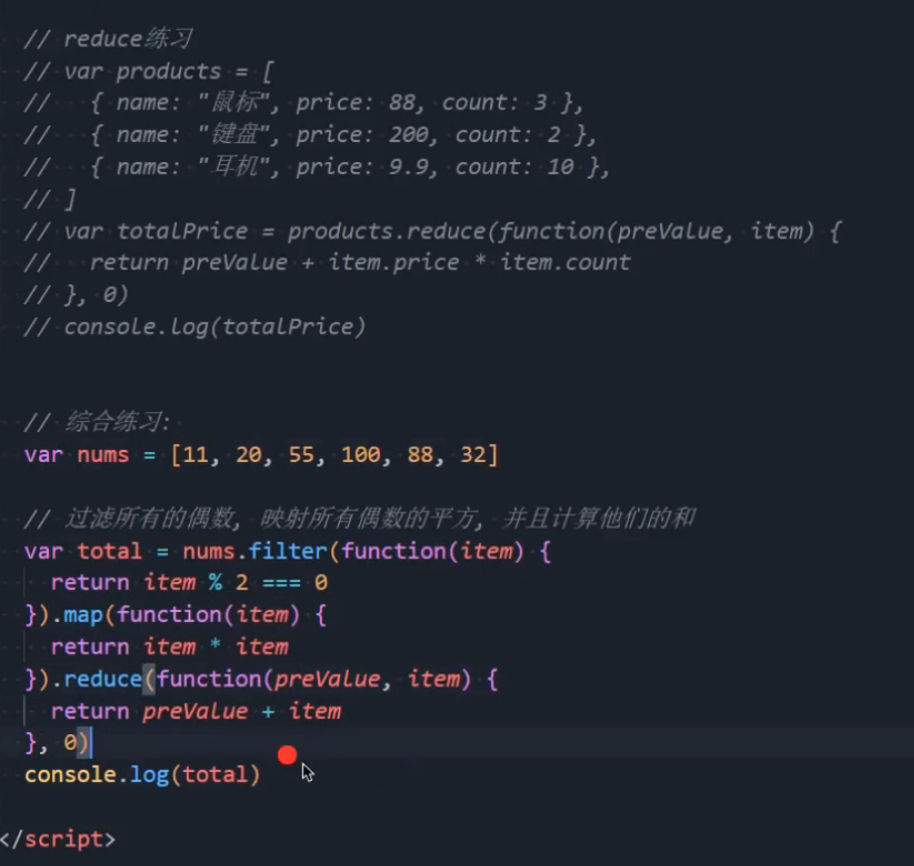 // reduce练习
// var products = [
//   { name: "鼠标", price: 88, count: 3 },
//   { name: "键盘", price: 200, count: 2 },
//   { name: "耳机", price: 9.9, count: 10 },
// ]
// var totalPrice = products.reduce(function(preValue, item) {
//   return preValue + item.price * item.count
// }, 0)
// console.log(totalPrice)
// 综合练习:
var nums = [11, 20, 55, 100, 88, 32]
// 过滤所有的偶数, 映射所有偶数的平方, 并且计算他们的和
var total = nums.filter(function(item) {
  return item % 2 === 0
}).map(function(item) {
  return item * item
}).reduce(function(preValue, item) {
  return preValue + item
}, 0)
console.log(total)
</script>